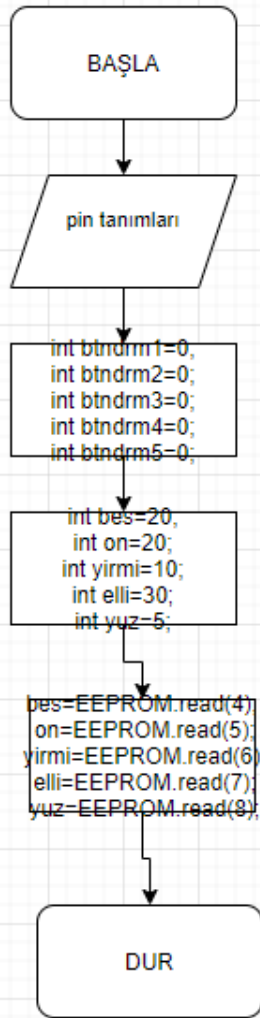 BAŞLA
pin tanımları
int btndrm1=0;
int btndrm2=0;
int btndrm3=0;
int btndrm4=0;
int btndrm5=0;
int bes=20;
int on=20;
int yirmi=10;
int elli=30;
int yuz=5;
bes=EEPROM.read(4);
on=EEPROM.read(5);
yirmi=EEPROM.read(6)
elli=EEPROM.read(7);
yuz=EEPROM.read(8);
DUR